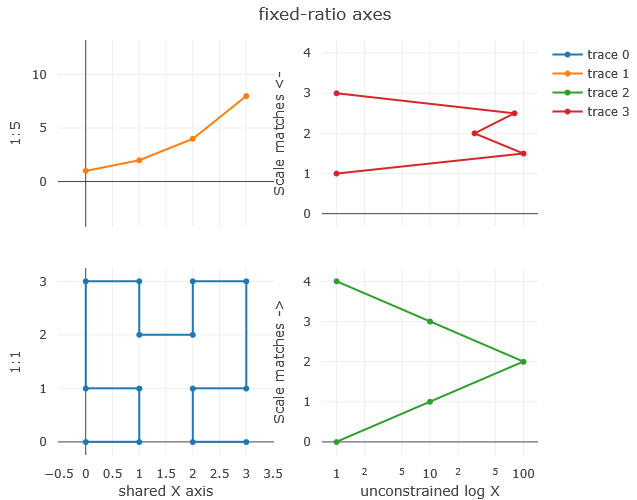 fixed-ratio axes
trace 0
trace 1
trace 2
trace 3
1:5
10
5
0
Scale matches <-
4
3
2
1
0
1:1
3
2
1
0
−0.5 0 0.5 1 1.5 2 2.5 3 3.5
shared X axis
Scale matches ->
4
3
2
1
0
1 2 5 10 2 5 100
unconstrained log X